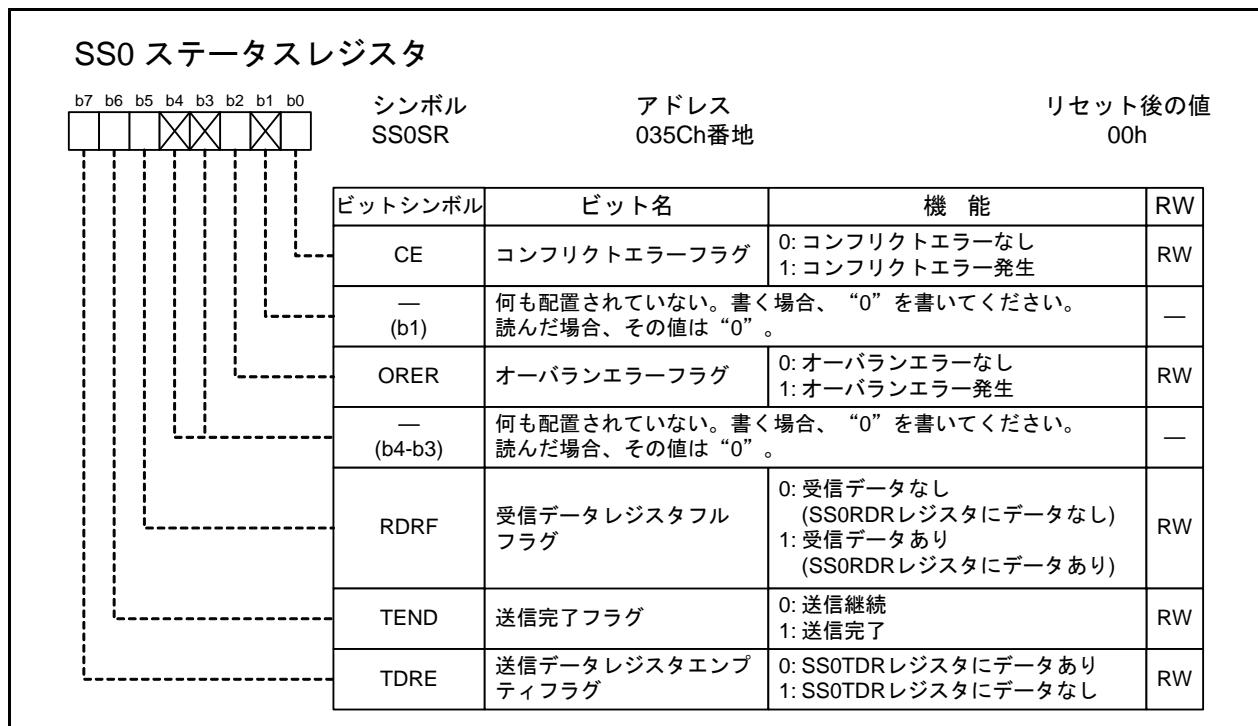 SS0 ステータスレジスタ
b7 b6 b5 b4 b3 b2 b1 b0
シンボル アドレス リセット後の値
SS0SR 035Ch番地 00h
ビットシンボル ビット名 機 能 RW
CE コンフリクトエラーフラグ 0: コンフリクトエラーなし RW
1: コンフリクトエラー発生
— 何も配置されていない。書く場合、“0”を書いてください。 —
(b1) 読んだ場合、その値は“0”。
ORER オーバランエラーフラグ 0: オーバランエラーなし RW
1: オーバランエラー発生
— 何も配置されていない。書く場合、“0”を書いてください。 —
(b4-b3) 読んだ場合、その値は“0”。
RDRF 受信データレジスタフル 0: 受信データなし RW
フラグ (SS0RDRレジスタにデータなし)
1: 受信データあり
(SS0RDRレジスタにデータあり)
TEND 送信完了フラグ 0: 送信継続 RW
1: 送信完了
TDRE 送信データレジスタエンプ 0: SS0TDRレジスタにデータあり RW
ティフラグ 1: SS0TDRレジスタにデータなし